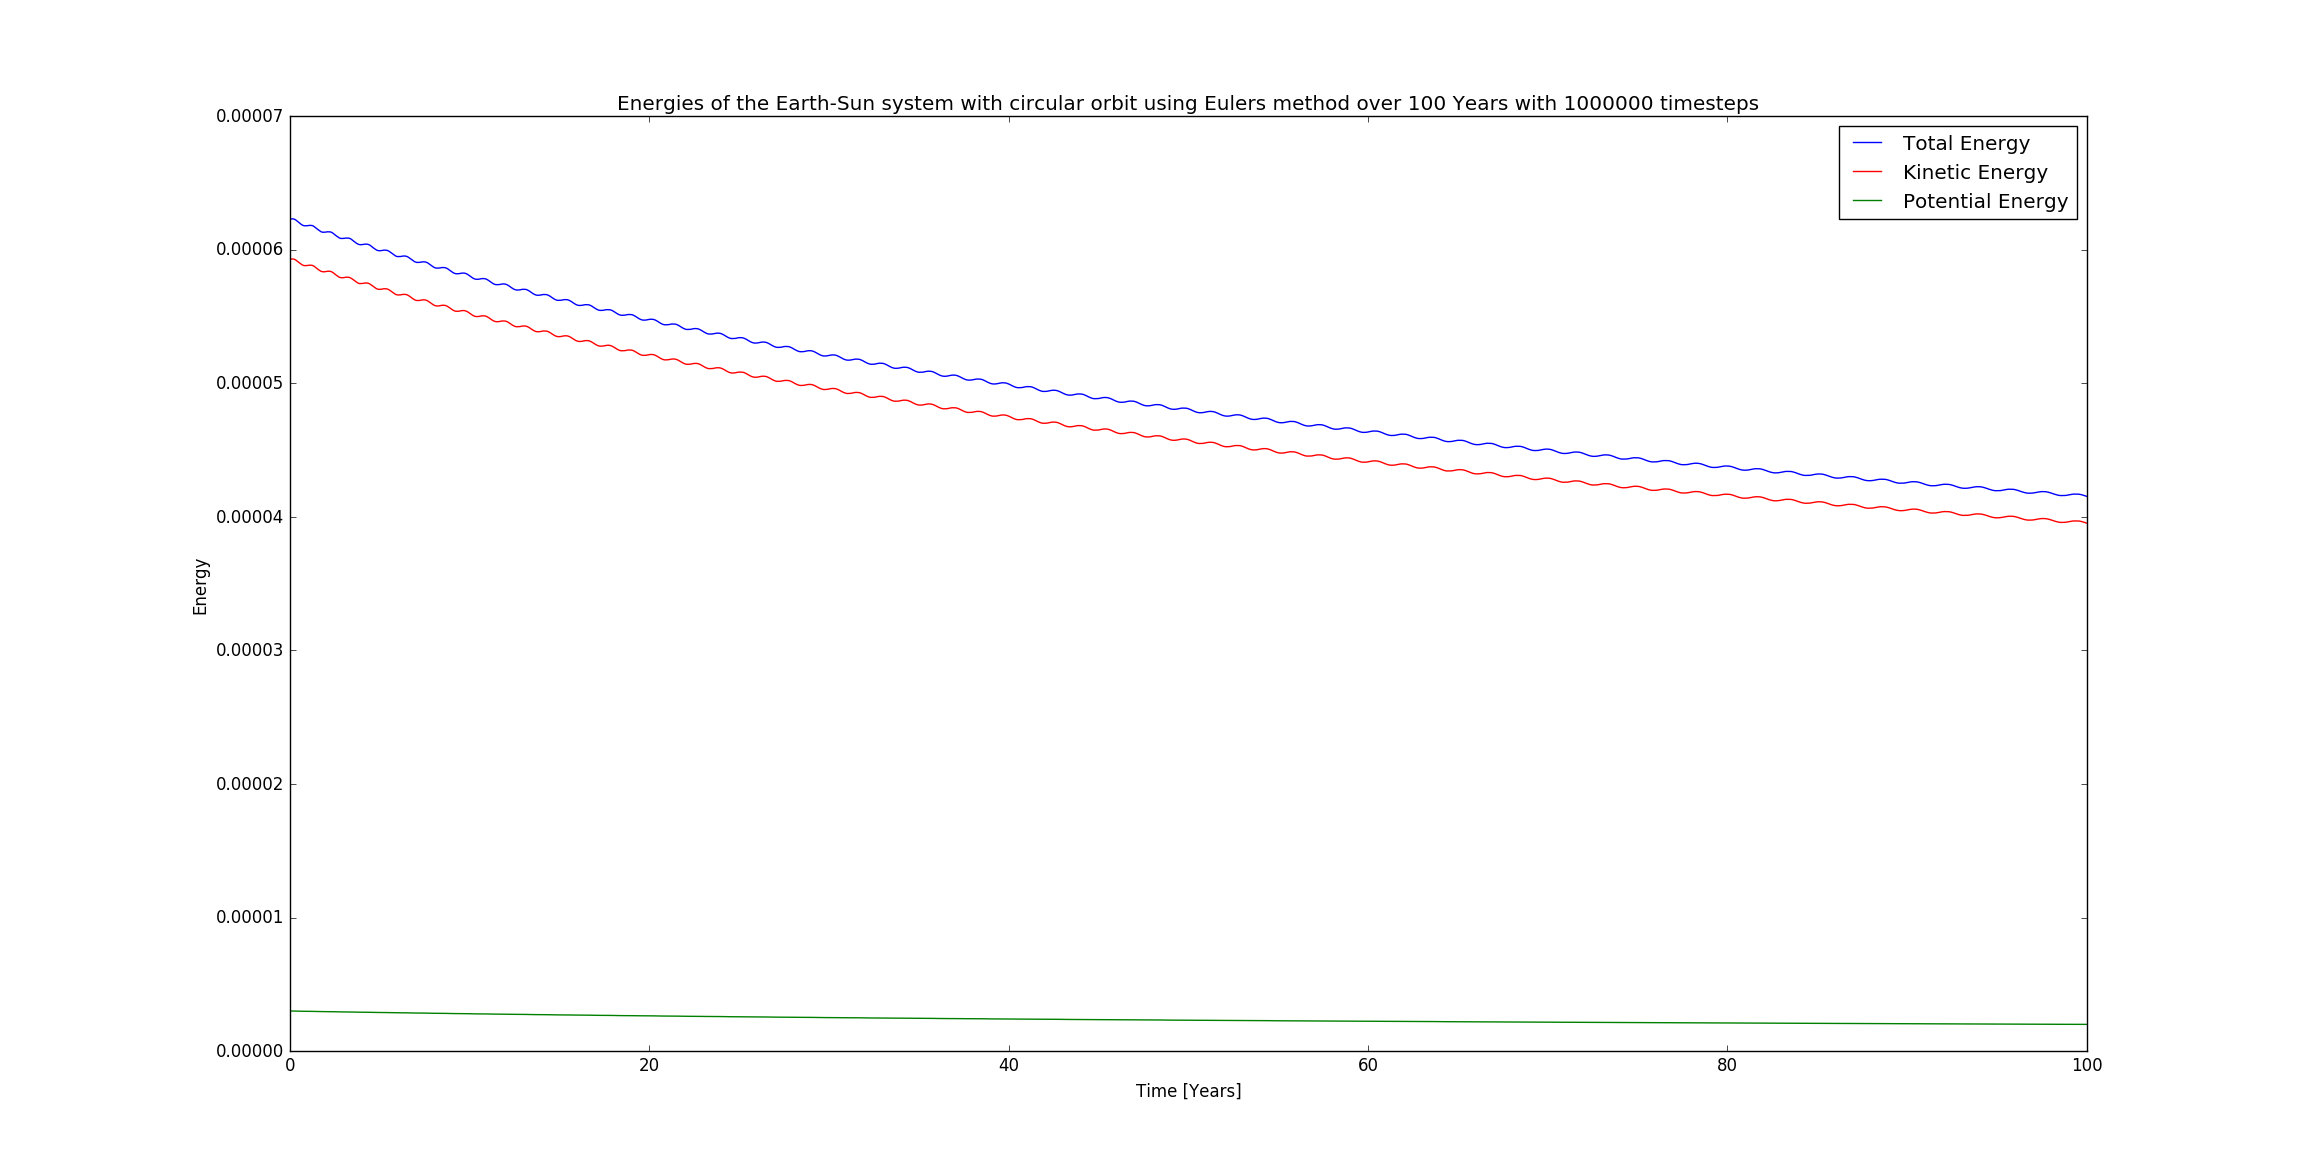 Energies of the Earth-Sun system with circular orbit using Eulers method over 100 Years with 1000000 timesteps
0.00007
0.00006
0.00005
0.00004
0.00003
0.00002
0.00001
0.00000
Energy
Total Energy
Kinetic Energy
Potential Energy
0 20 40 60 80 100
Time [Years]